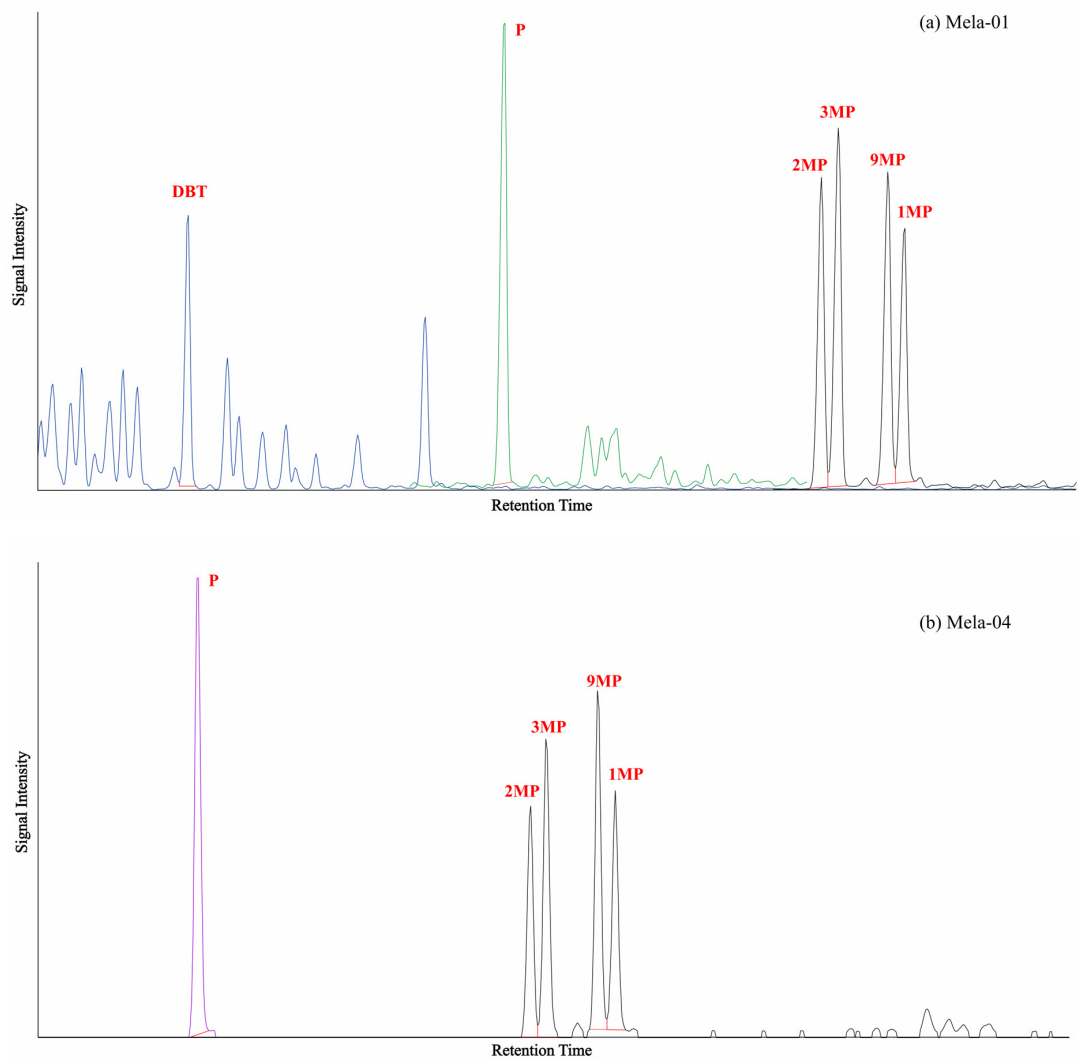 (a) Mela-01
P
3MP
2MP
9MP
DBT
1MP
Signal Intensity
Retention Time
P
(b) Mela-04
9MP
3MP
1MP
2MP
Signal Intensity
Retention Time